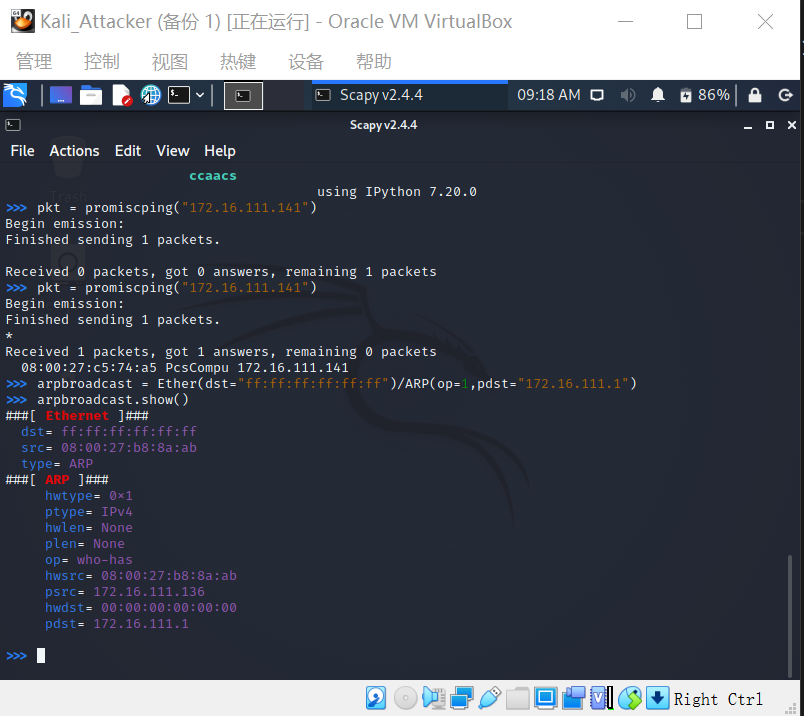 Kali_Attacker (备份 1) [正在运行] - Oracle VM VirtualBox
管理 控制 视图 热键 设备 帮助
Scapy v2.4.4 09:18 AM 86%
Scapy v2.4.4
File Actions Edit View Help
ccaacs
using IPython 7.20.0
>>> pkt = promiscping("172.16.111.141")
Begin emission:
Finished sending 1 packets.
Received 0 packets, got 0 answers, remaining 1 packets
>>> pkt = promiscping("172.16.111.141")
Begin emission:
Finished sending 1 packets.
*
Received 1 packets, got 1 answers, remaining 0 packets
08:00:27:c5:74:a5 PcsCompu 172.16.111.141
>>> arpbroadcast = Ether(dst="ff:ff:ff:ff:ff:ff")/ARP(op=1,pdst="172.16.111.1")
>>> arpbroadcast.show()
###[ Ethernet ]###
dst= ff:ff:ff:ff:ff:ff
src= 08:00:27:b8:8a:ab
type= ARP
###[ ARP ]###
hwtype= 0×1
ptype= IPv4
hwlen= None
plen= None
op= who-has
hwsrc= 08:00:27:b8:8a:ab
psrc= 172.16.111.136
hwdst= 00:00:00:00:00:00
pdst= 172.16.111.1
>>>
Right Ctrl